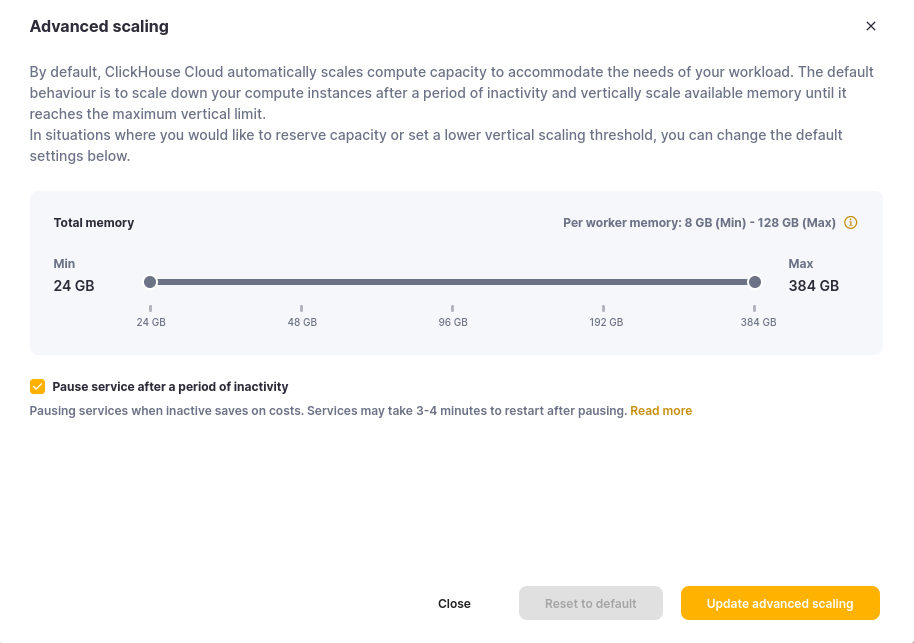 Advanced scaling
By default, ClickHouse Cloud automatically scales compute capacity to accommodate the needs of your workload. The default
behaviour is to scale down your compute instances after a period of inactivity and vertically scale available memory until it
reaches the maximum vertical limit.
In situations where you would like to reserve capacity or set a lower vertical scaling threshold, you can change the default
settings below.
Total memory
Per worker memory: 8 GB (Min) - 128 GB (Max)
Min
24 GB
Max
384 GB
24 GB
48 GB
96 GB
192 GB
384 GB
Pause service after a period of inactivity
Pausing services when inactive saves on costs. Services may take 3-4 minutes to restart after pausing. Read more
Close
Reset to default
Update advanced scaling